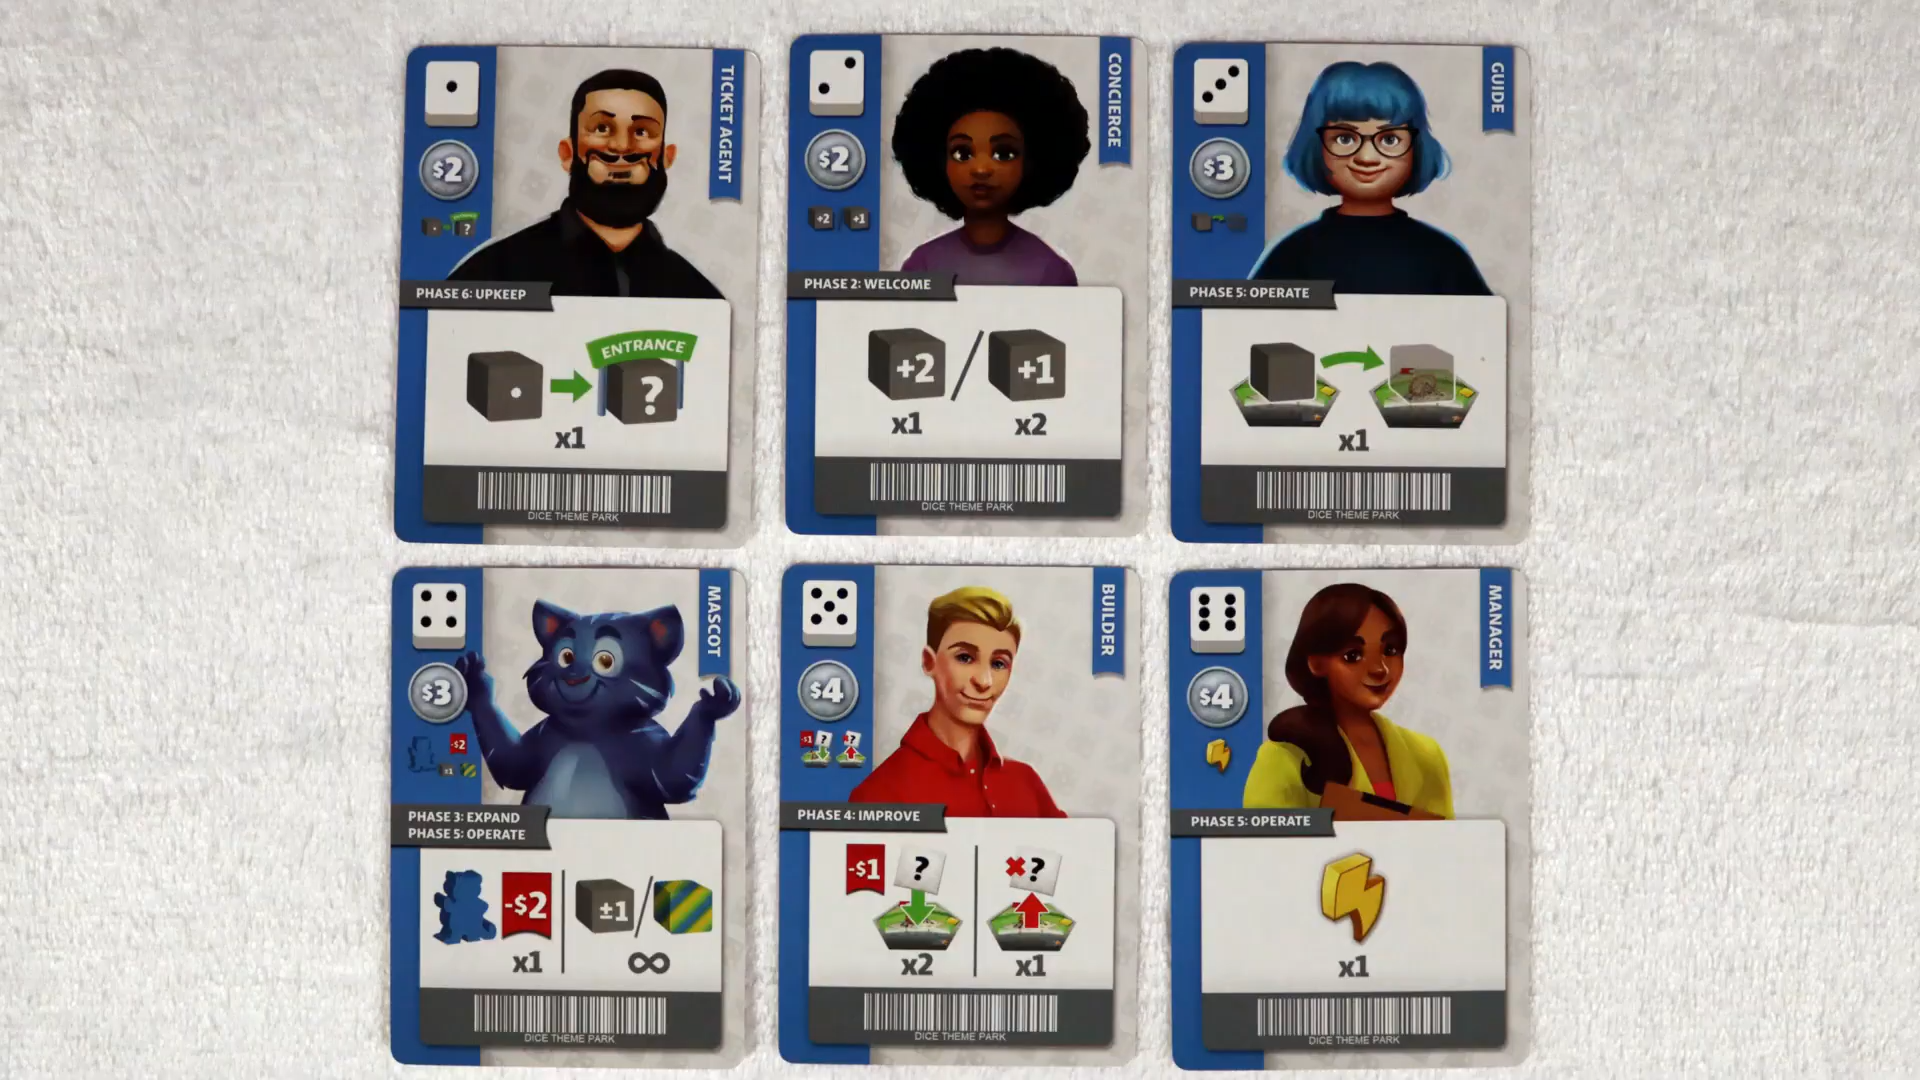 TICKET AGENT
$2
?
PHASE 6: UPKEEP
ENTRANCE
?
x1
DICE THEME PARK
CONCIERGE
$2
+2 +1
PHASE 2: WELCOME
+2 / +1
x1 x2
DICE THEME PARK
GUIDE
$3
PHASE 5: OPERATE
x1
DICE THEME PARK
MASCOT
$3
-$2
±1
PHASE 3: EXPAND
PHASE 5: OPERATE
-$2 ±1 /
x1 ∞
DICE THEME PARK
BUILDER
$4
-$1 ? ?
PHASE 4: IMPROVE
-$1 ? ?
x2 x1
DICE THEME PARK
MANAGER
$4
PHASE 5: OPERATE
x1
DICE THEME PARK